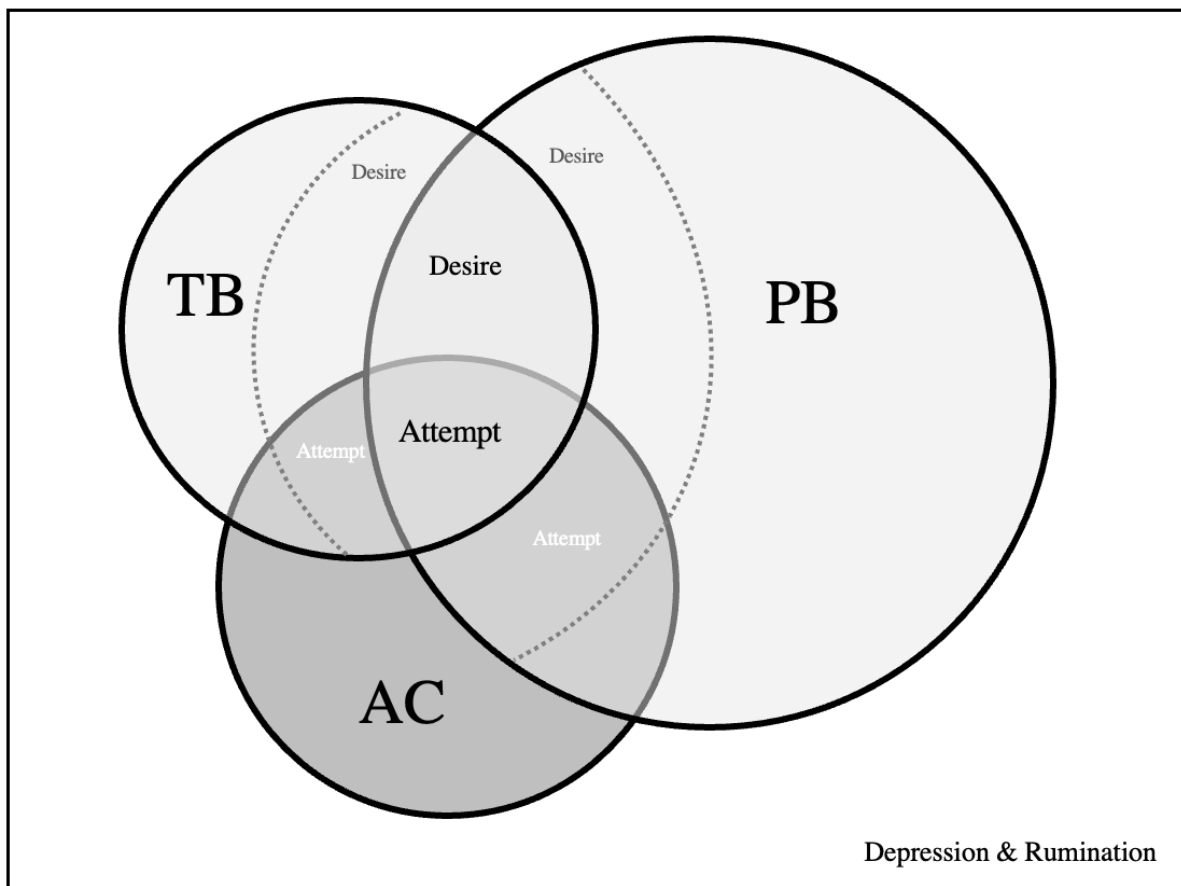 Desire
Desire
Desire
TB
PB
Attempt
Attempt
Attempt
AC
Depression & Rumination